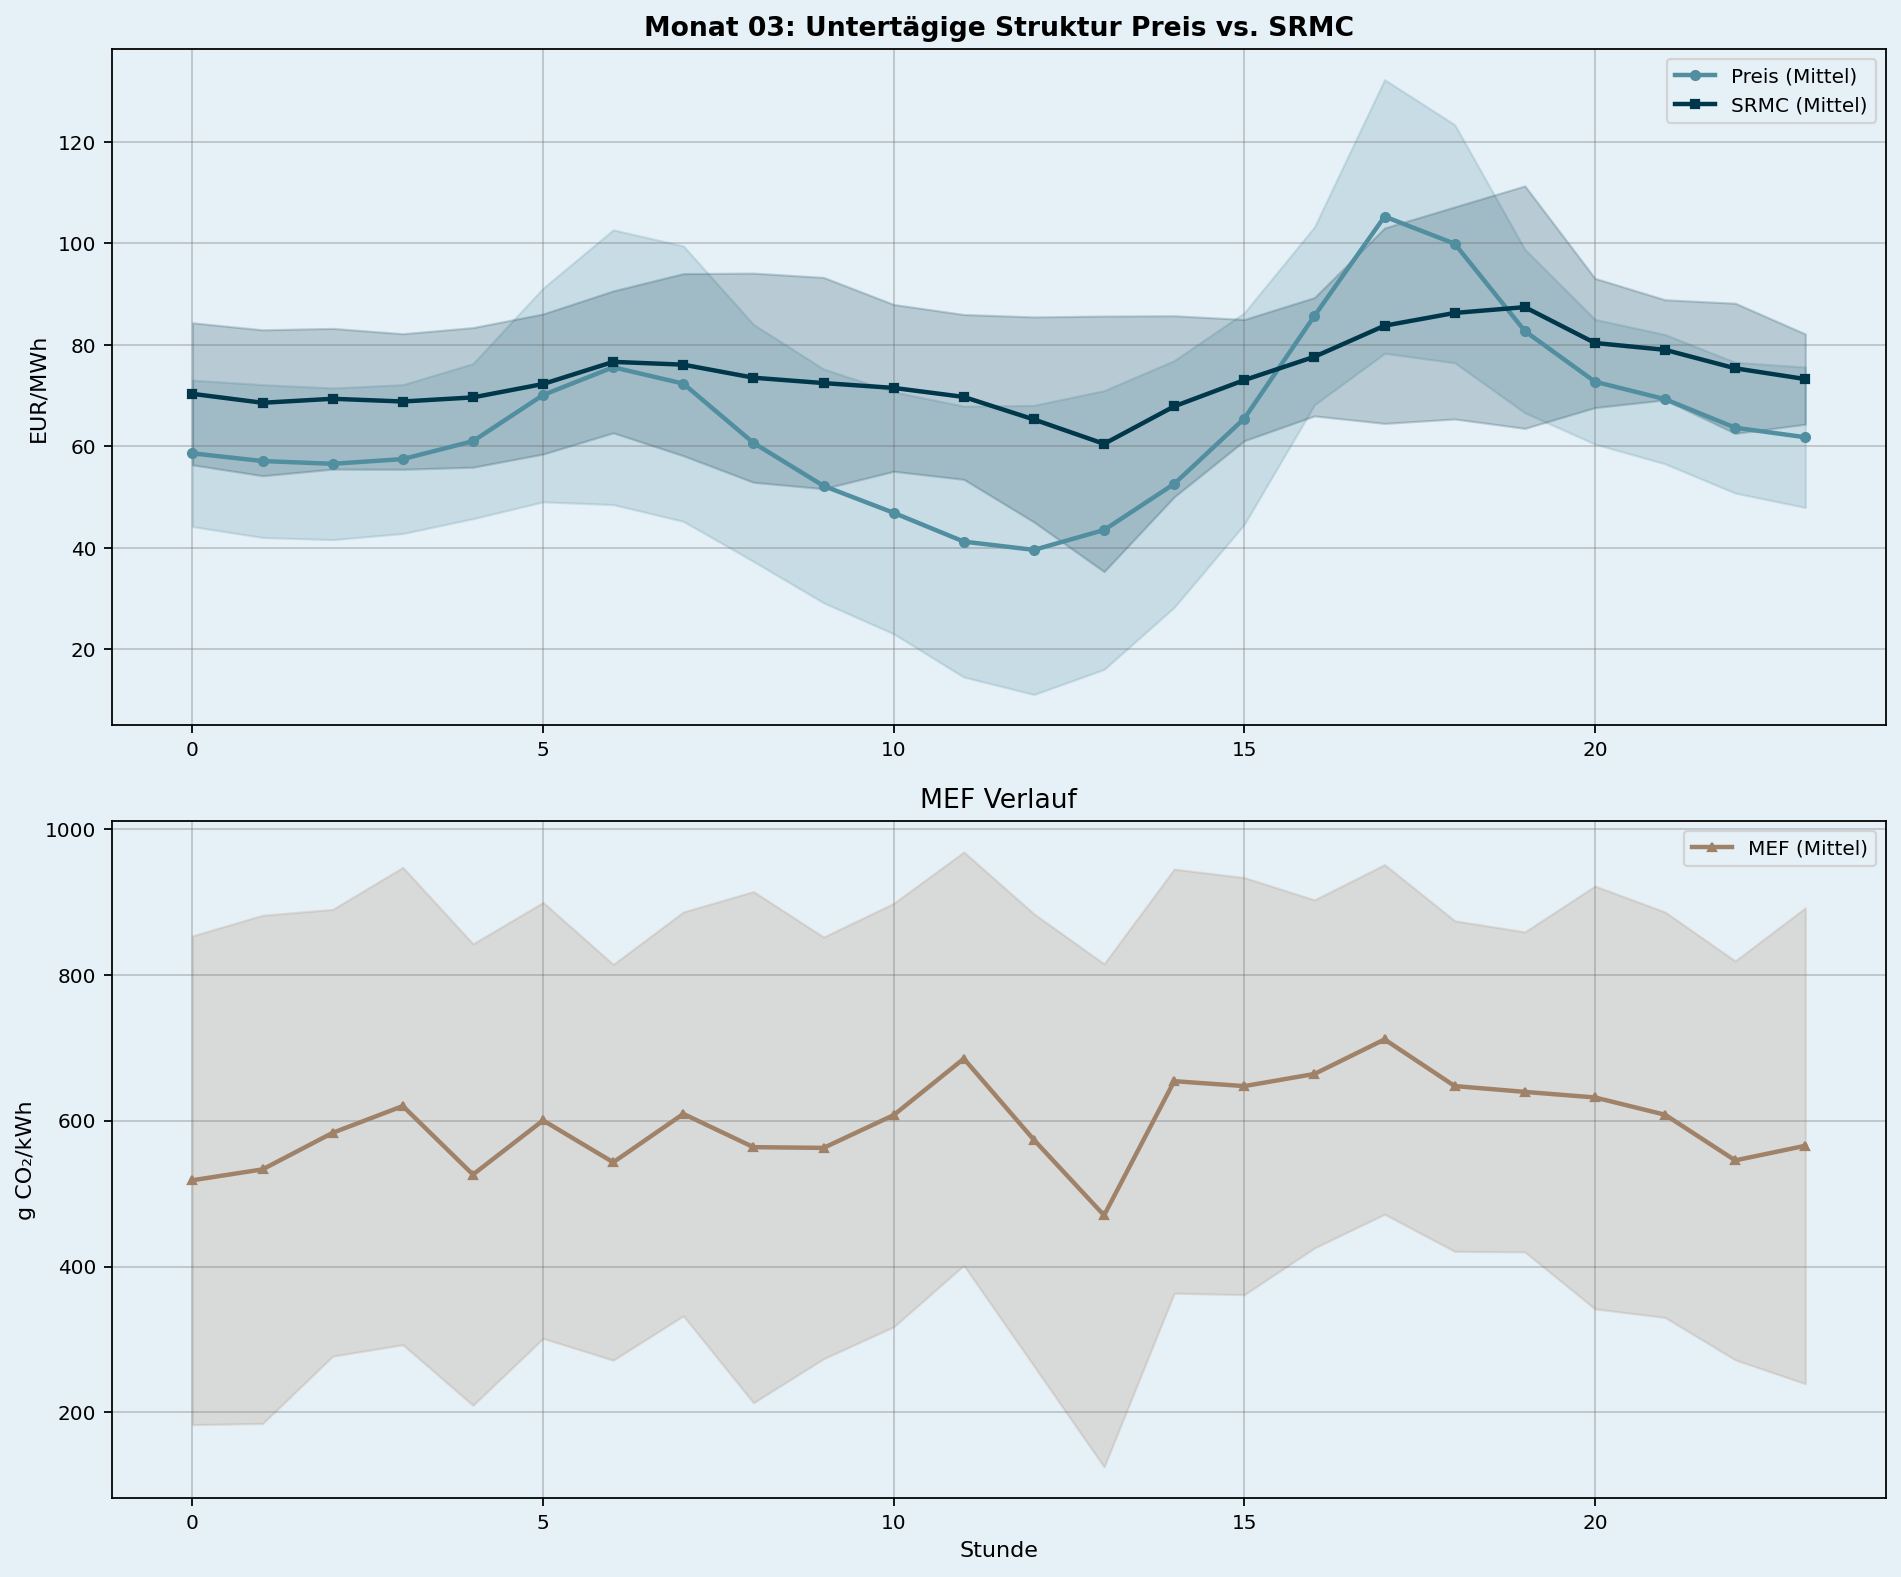 Monat 03: Untertägige Struktur Preis vs. SRMC
Preis (Mittel)
SRMC (Mittel)
EUR/MWh
120
100
80
60
40
20
0 5 10 15 20
MEF Verlauf
MEF (Mittel)
g CO₂/kWh
1000
800
600
400
200
0 5 10 15 20
Stunde